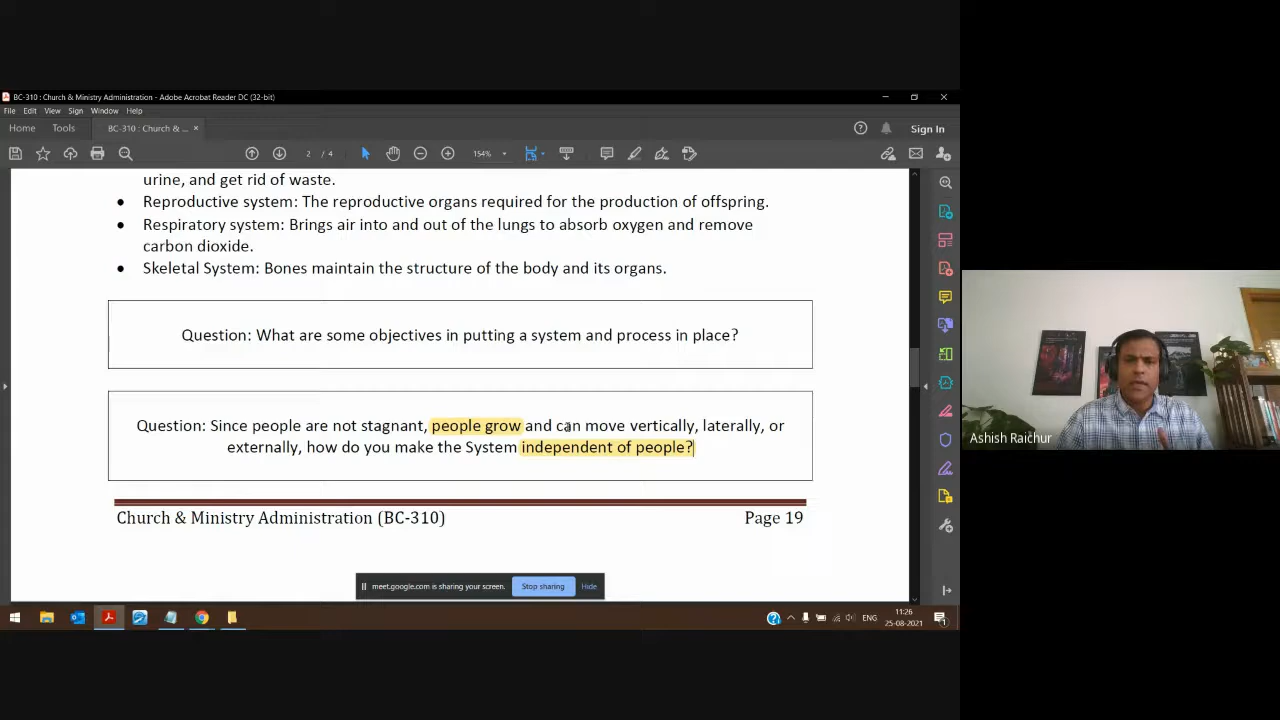 BC-310 : Church & Ministry Administration - Adobe Acrobat Reader DC (32-bit)
File Edit View Sign Window Help
Home Tools BC-310 : Church & ... × Sign In
2 / 4 154%
urine, and get rid of waste.
• Reproductive system: The reproductive organs required for the production of offspring.
• Respiratory system: Brings air into and out of the lungs to absorb oxygen and remove
carbon dioxide.
• Skeletal System: Bones maintain the structure of the body and its organs.
Question: What are some objectives in putting a system and process in place?
Question: Since people are not stagnant, people grow and can move vertically, laterally, or
externally, how do you make the System independent of people?
Ashish Raichur
Church & Ministry Administration (BC-310) Page 19
meet.google.com is sharing your screen. Stop sharing Hide
ENG 11:26
25-08-2021